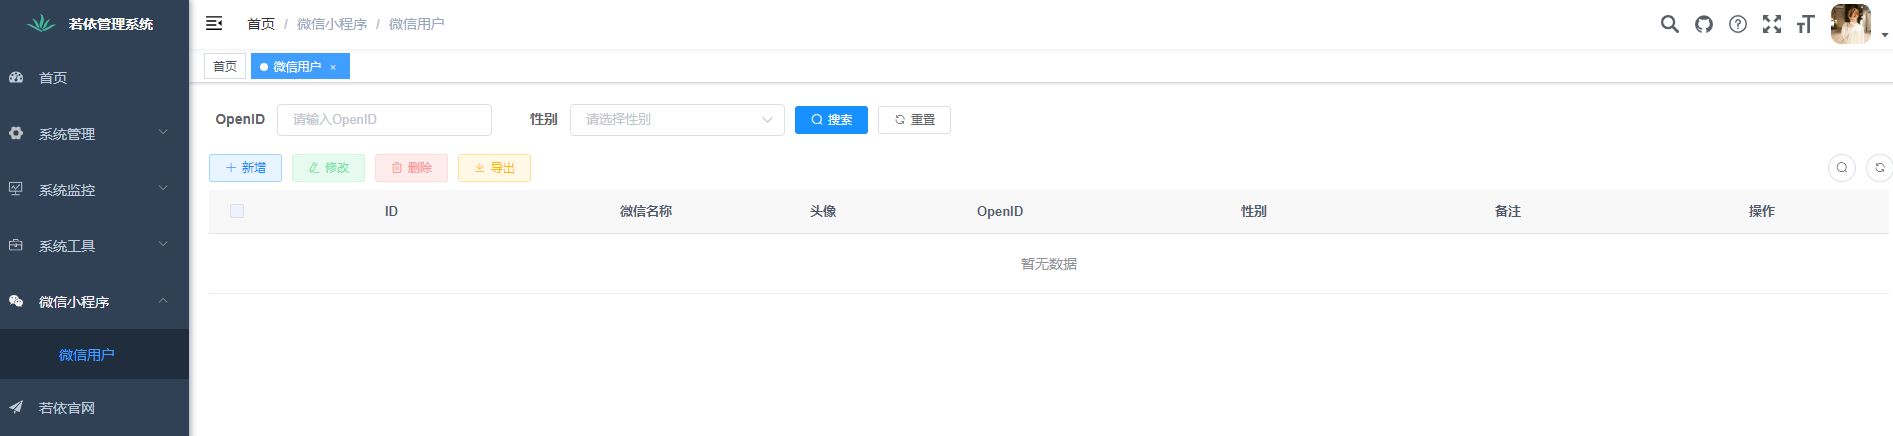 若依管理系统
首页 / 微信小程序 / 微信用户
首页
微信用户 ×
首页
系统管理
系统监控
系统工具
微信小程序
微信用户
若依官网
OpenID 请输入OpenID 性别 请选择性别 搜索 重置
新增 修改 删除 导出
ID 微信名称 头像 OpenID 性别 备注 操作
暂无数据